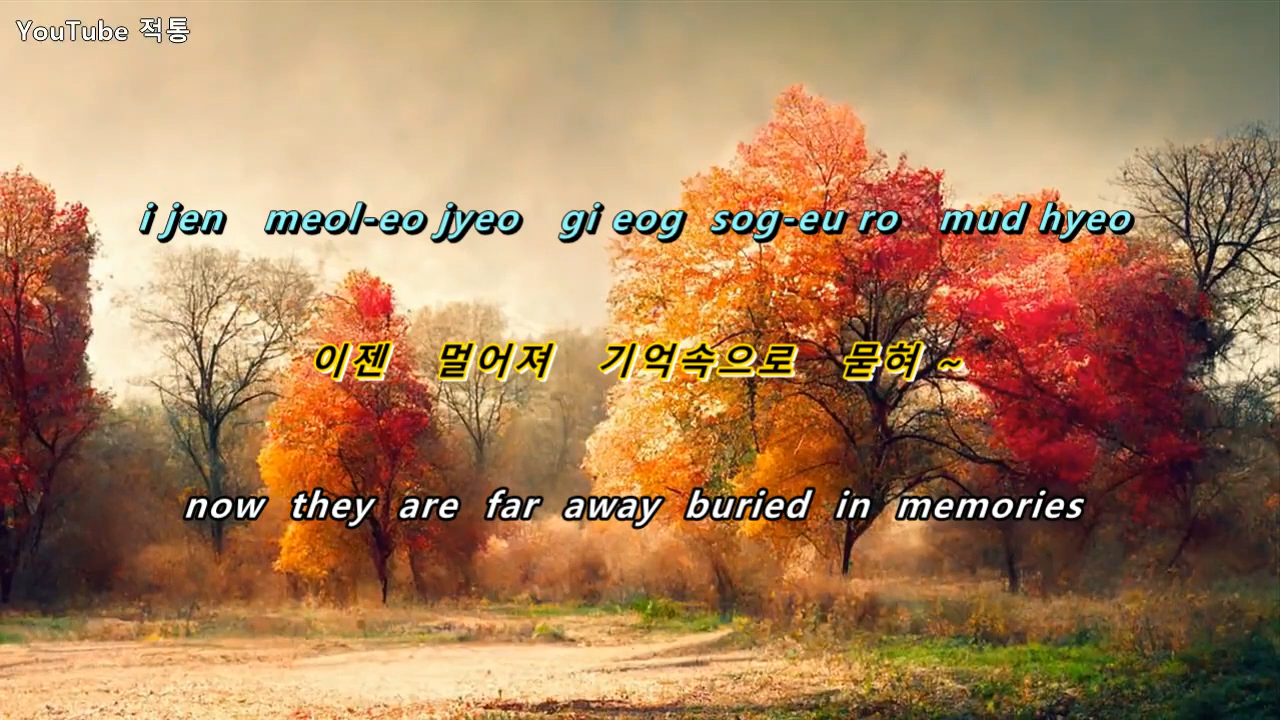 YouTube 적통
i jen meol-eo jyeo gi eog sog-eu ro mud hyeo
이젠 멀어져 기억속으로 묻혀 ~
now they are far away buried in memories